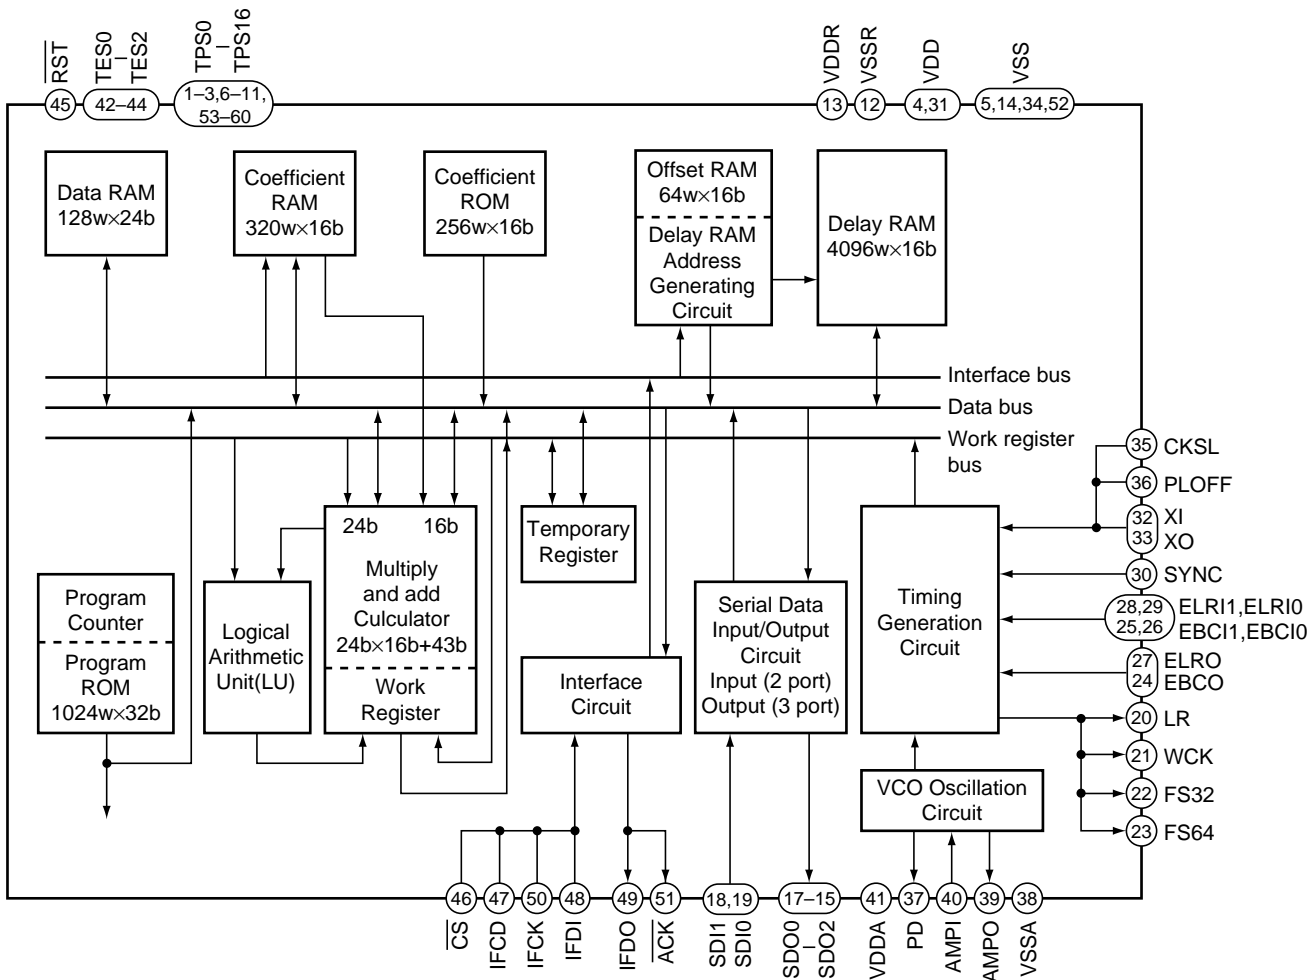 RST
TES0
–
TES2
TPS0
–
TPS16
VDDR
VSSR
VDD
VSS
45
42–44
1–3,6–11,
53–60
13
12
4,31
5,14,34,52
Data RAM
128w×24b
Coefficient
RAM
320w×16b
Coefficient
ROM
256w×16b
Offset RAM
64w×16b
Delay RAM
Address
Generating
Circuit
Delay RAM
4096w×16b
Interface bus
Data bus
Work register
bus
35 CKSL
36 PLOFF
32 XI
33 XO
30 SYNC
28,29 ELRI1,ELRI0
25,26 EBCI1,EBCI0
27 ELRO
24 EBCO
20 LR
21 WCK
22 FS32
23 FS64
Program
Counter
Program
ROM
1024w×32b
Logical
Arithmetic
Unit(LU)
24b 16b
Multiply
and add
Culculator
24b×16b+43b
Work
Register
Temporary
Register
Interface
Circuit
Serial Data
Input/Output
Circuit
Input (2 port)
Output (3 port)
Timing
Generation
Circuit
VCO Oscillation
Circuit
46
47
50
48
49
51
18,19
17–15
41
37
40
39
38
CS
IFCD
IFCK
IFDI
IFDO
ACK
SDI1
SDI0
SDO0
–
SDO2
VDDA
PD
AMPI
AMPO
VSSA